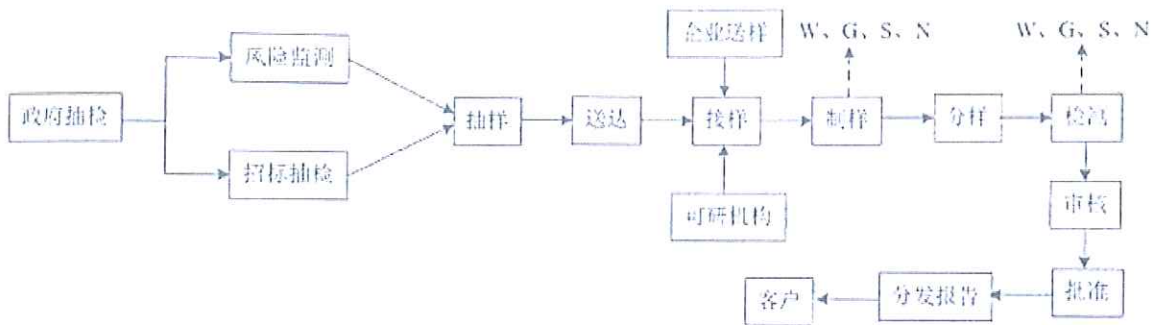 企业送样
W、G、S、N
W、G、S、N
风险监测
政府抽检
抽样
送达
接样
制样
分样
检测
招标抽检
可研机构
审核
客户
分发报告
批准